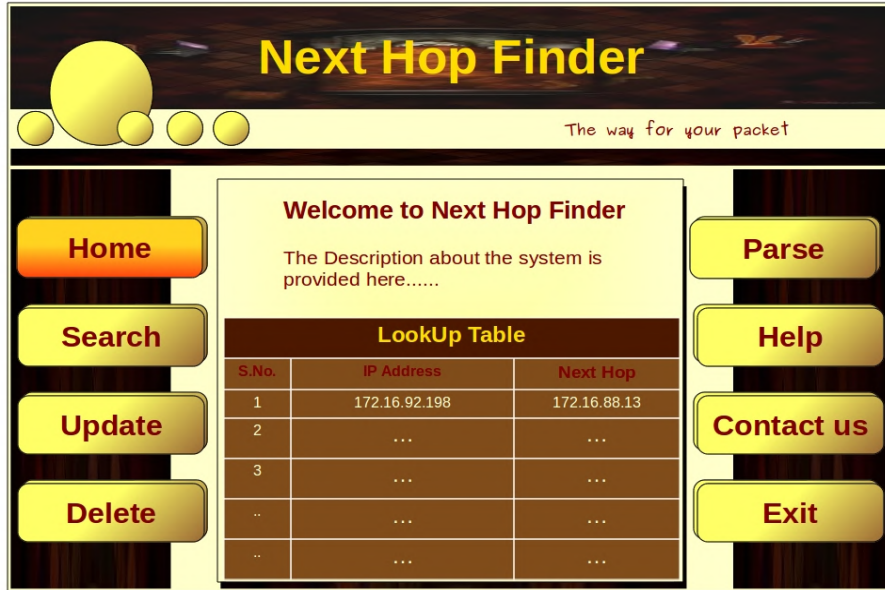 Next Hop Finder
The way for your packet
Welcome to Next Hop Finder
The Description about the system is
provided here......
Home
Search
Update
Delete
LookUp Table
S.No. IP Address Next Hop
1 172.16.92.198 172.16.88.13
2 ... ...
3 ... ...
.. ... ...
.. ... ...
Parse
Help
Contact us
Exit